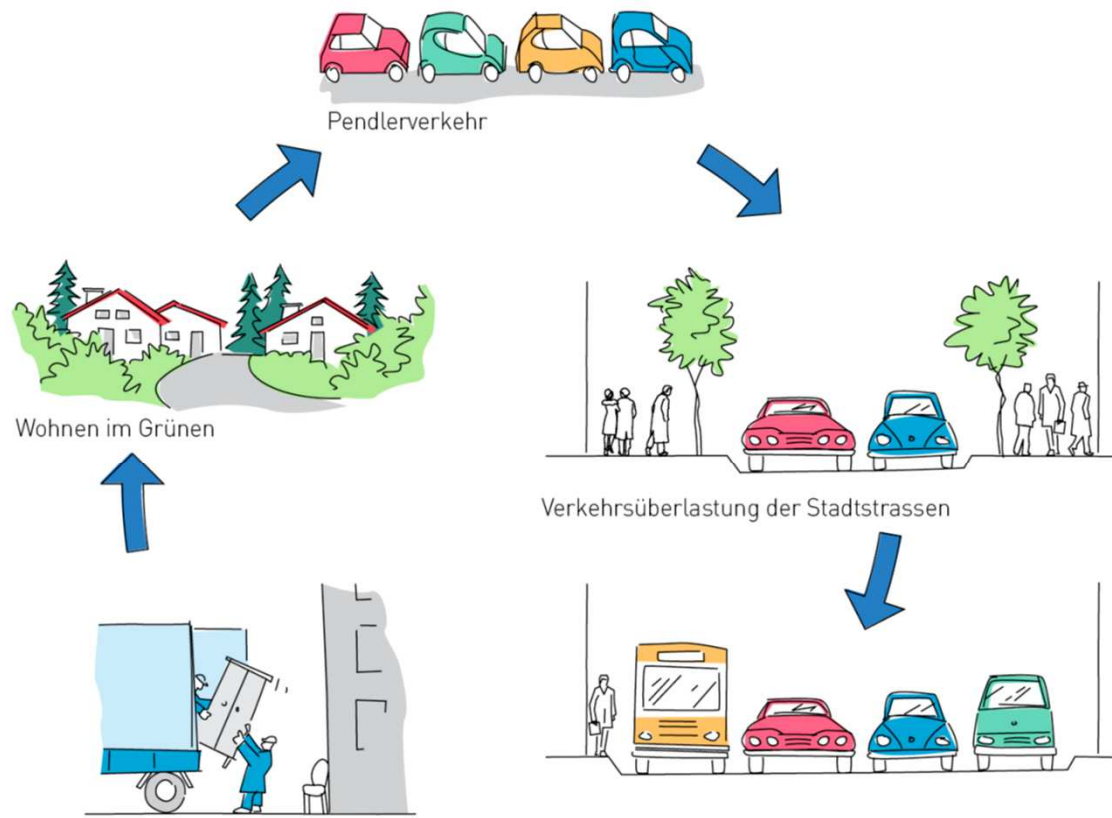 Pendlerverkehr
Wohnen im Grünen
Verkehrsüberlastung der Stadtstrassen